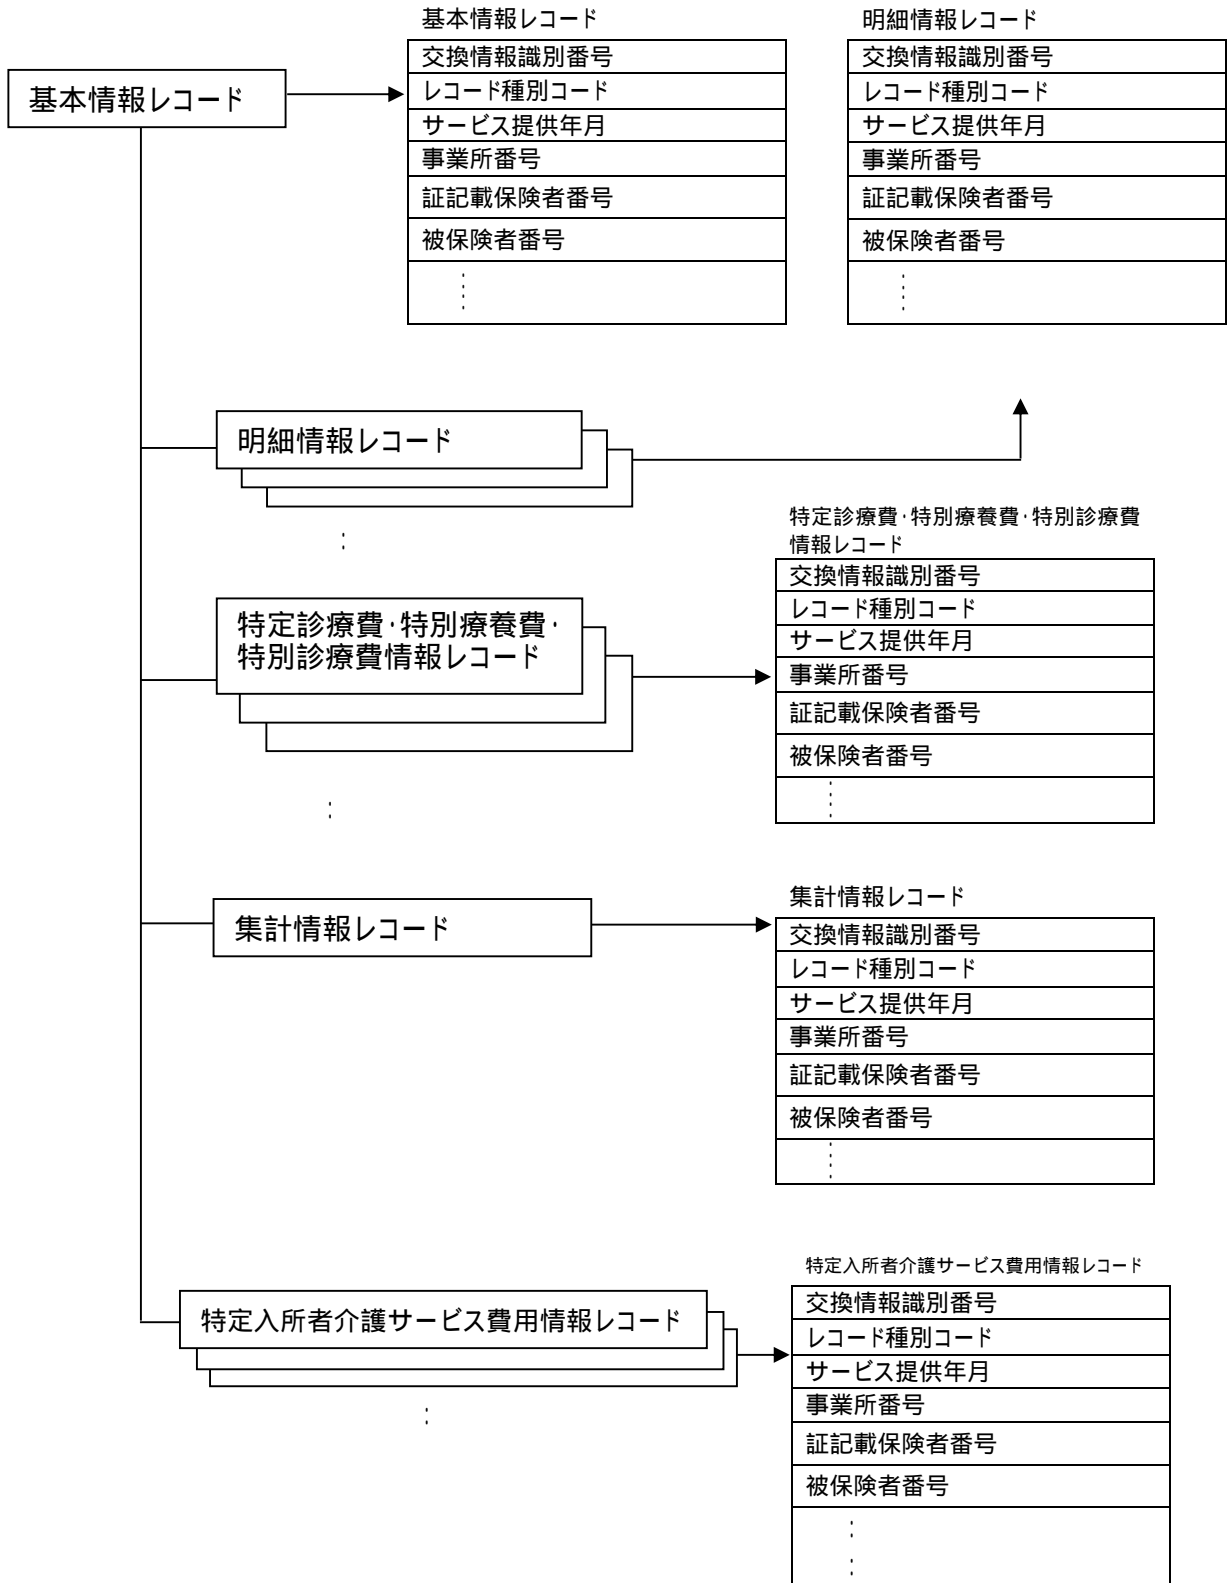 基本情報レコード
基本情報レコード
交換情報識別番号
レコード種別コード
サービス提供年月
事業所番号
証記載保険者番号
被保険者番号
明細情報レコード
交換情報識別番号
レコード種別コード
サービス提供年月
事業所番号
証記載保険者番号
被保険者番号
明細情報レコード
特定診療費・特別療養費・
特別診療費情報レコード
特定診療費・特別療養費・特別診療費
情報レコード
交換情報識別番号
レコード種別コード
サービス提供年月
事業所番号
証記載保険者番号
被保険者番号
集計情報レコード
集計情報レコード
交換情報識別番号
レコード種別コード
サービス提供年月
事業所番号
証記載保険者番号
被保険者番号
特定入所者介護サービス費用情報レコード
特定入所者介護サービス費用情報レコード
交換情報識別番号
レコード種別コード
サービス提供年月
事業所番号
証記載保険者番号
被保険者番号